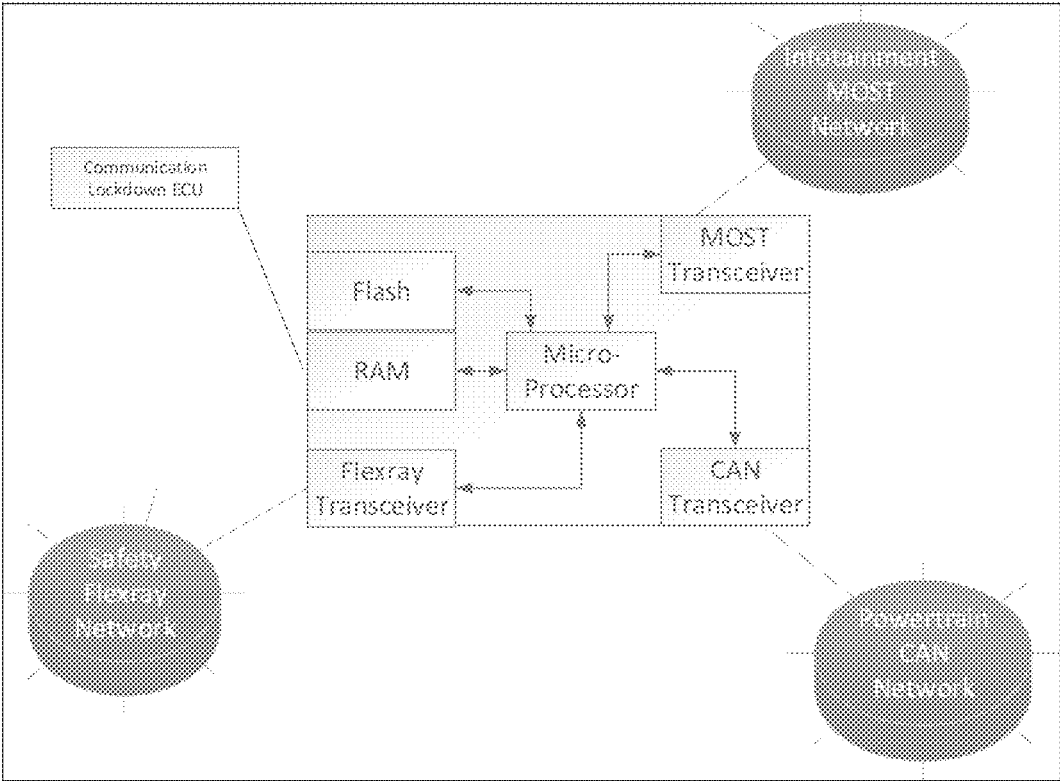 Infotainment
MOST
Network
Communication
Lockdown ECU
MOST
Transceiver
Flash
Micro-
Processor
RAM
Flexray
Transceiver
CAN
Transceiver
Safety
Flexray
Network
Powertrain
CAN
Network